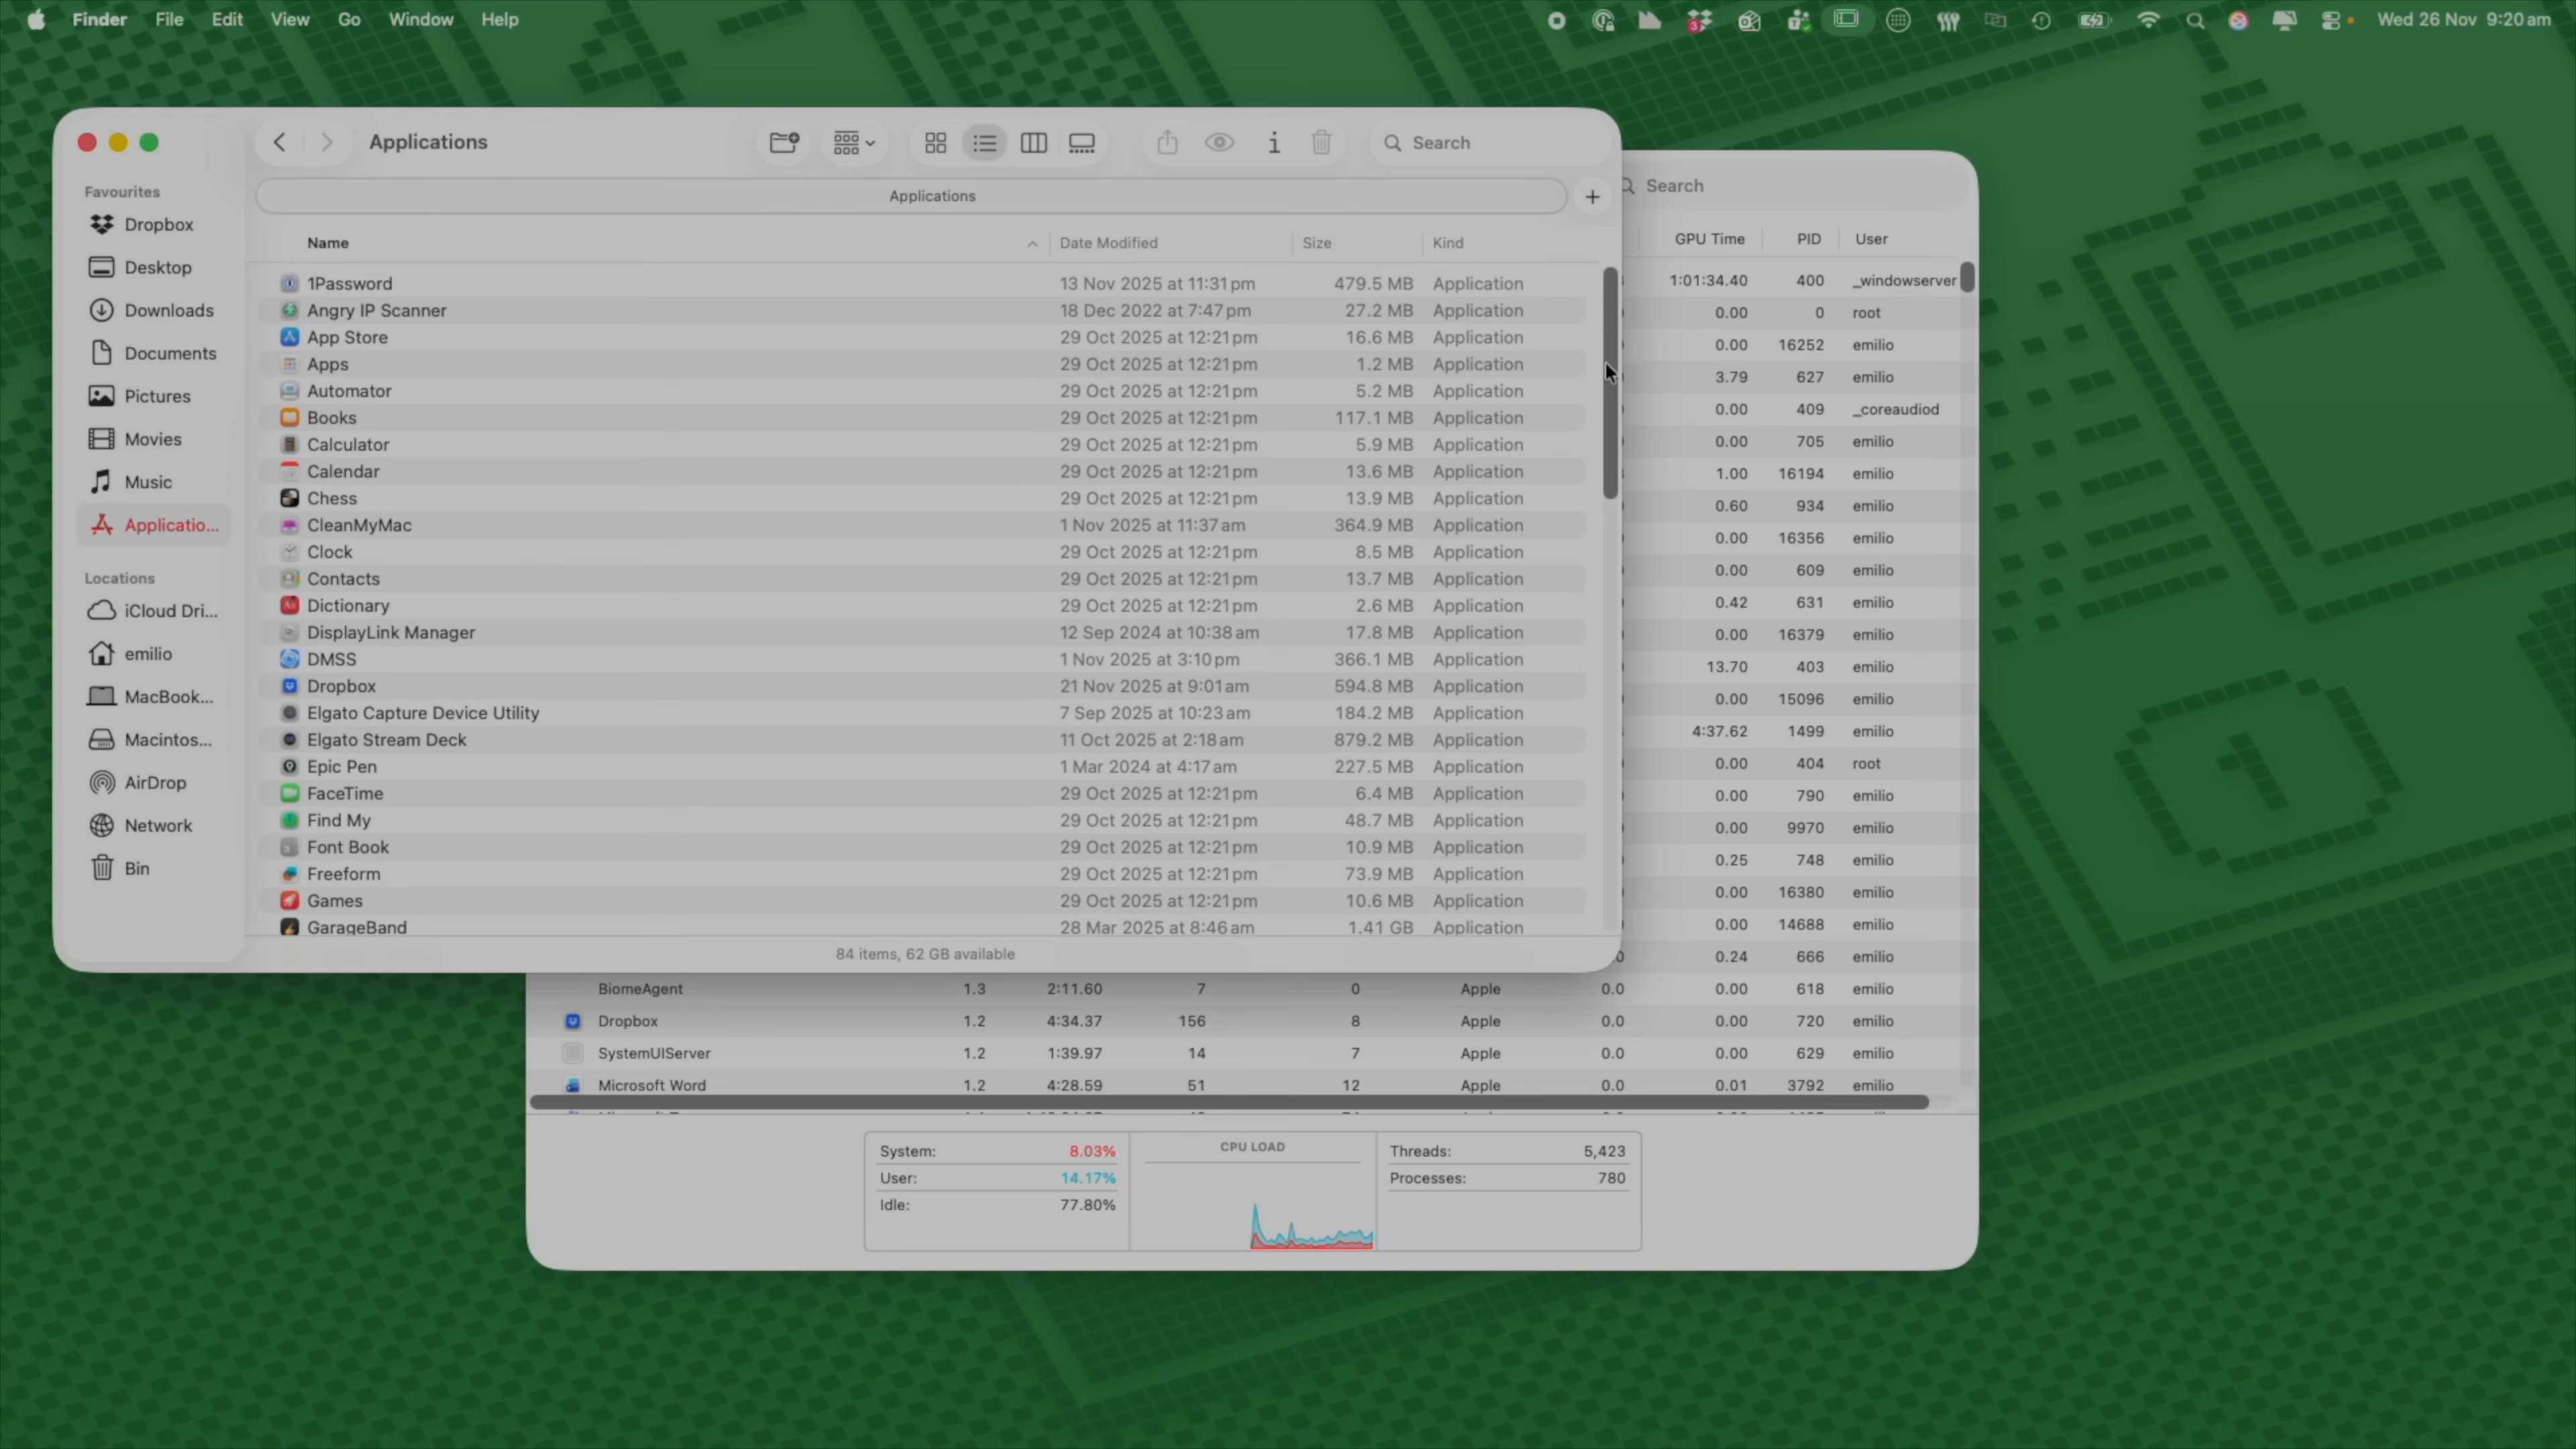 Finder File Edit View Go Window Help
3
Wed 26 Nov 9:20 am
Applications
Search
Applications
Favourites
Dropbox
Desktop
Downloads
Documents
Pictures
Movies
Music
Applicatio...
Locations
iCloud Dri...
emilio
MacBook...
Macintos...
AirDrop
Network
Bin
Name Date Modified Size Kind
1Password 13 Nov 2025 at 11:31 pm 479.5 MB Application
Angry IP Scanner 18 Dec 2022 at 7:47 pm 27.2 MB Application
App Store 29 Oct 2025 at 12:21 pm 16.6 MB Application
Apps 29 Oct 2025 at 12:21 pm 1.2 MB Application
Automator 29 Oct 2025 at 12:21 pm 5.2 MB Application
Books 29 Oct 2025 at 12:21 pm 117.1 MB Application
Calculator 29 Oct 2025 at 12:21 pm 5.9 MB Application
Calendar 29 Oct 2025 at 12:21 pm 13.6 MB Application
Chess 29 Oct 2025 at 12:21 pm 13.9 MB Application
CleanMyMac 1 Nov 2025 at 11:37 am 364.9 MB Application
Clock 29 Oct 2025 at 12:21 pm 8.5 MB Application
Contacts 29 Oct 2025 at 12:21 pm 13.7 MB Application
Dictionary 29 Oct 2025 at 12:21 pm 2.6 MB Application
DisplayLink Manager 12 Sep 2024 at 10:38 am 17.8 MB Application
DMSS 1 Nov 2025 at 3:10 pm 366.1 MB Application
Dropbox 21 Nov 2025 at 9:01 am 594.8 MB Application
Elgato Capture Device Utility 7 Sep 2025 at 10:23 am 184.2 MB Application
Elgato Stream Deck 11 Oct 2025 at 2:18 am 879.2 MB Application
Epic Pen 1 Mar 2024 at 4:17 am 227.5 MB Application
FaceTime 29 Oct 2025 at 12:21 pm 6.4 MB Application
Find My 29 Oct 2025 at 12:21 pm 48.7 MB Application
Font Book 29 Oct 2025 at 12:21 pm 10.9 MB Application
Freeform 29 Oct 2025 at 12:21 pm 73.9 MB Application
Games 29 Oct 2025 at 12:21 pm 10.6 MB Application
GarageBand 28 Mar 2025 at 8:46 am 1.41 GB Application
84 items, 62 GB available
Search
GPU Time PID User
1:01:34.40 400 _windowserver
0.00 0 root
0.00 16252 emilio
3.79 627 emilio
0.00 409 _coreaudiod
0.00 705 emilio
1.00 16194 emilio
0.60 934 emilio
0.00 16356 emilio
0.00 609 emilio
0.42 631 emilio
0.00 16379 emilio
13.70 403 emilio
0.00 15096 emilio
4:37.62 1499 emilio
0.00 404 root
0.00 790 emilio
0.00 9970 emilio
0.25 748 emilio
0.00 16380 emilio
0.00 14688 emilio
0.24 666 emilio
BiomeAgent 1.3 2:11.60 7 0 Apple 0.0 0.00 618 emilio
Dropbox 1.2 4:34.37 156 8 Apple 0.0 0.00 720 emilio
SystemUIServer 1.2 1:39.97 14 7 Apple 0.0 0.00 629 emilio
Microsoft Word 1.2 4:28.59 51 12 Apple 0.0 0.01 3792 emilio
System: 8.03%
User: 14.17%
Idle: 77.80%
CPU LOAD
Threads: 5,423
Processes: 780